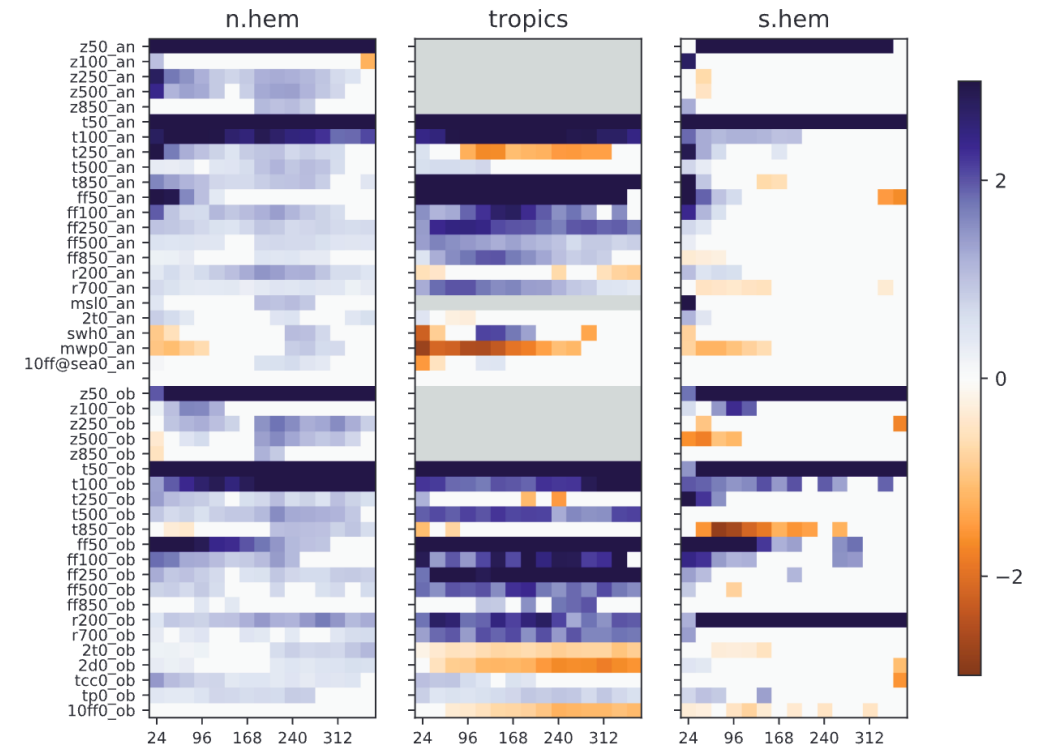 n.hem tropics s.hem
z50_an
z100_an
z250_an
z500_an
z850_an
t50_an
t100_an
t250_an
t500_an
t850_an
ff50_an
ff100_an
ff250_an
ff500_an
ff850_an
r200_an
r700_an
msl0_an
2t0_an
swh0_an
mwp0_an
10ff@sea0_an
z50_ob
z100_ob
z250_ob
z500_ob
z850_ob
t50_ob
t100_ob
t250_ob
t500_ob
t850_ob
ff50_ob
ff100_ob
ff250_ob
ff500_ob
ff850_ob
r200_ob
r700_ob
2t0_ob
2d0_ob
tcc0_ob
tp0_ob
10ff0_ob
24 96 168 240 312 24 96 168 240 312 24 96 168 240 312
2
0
−2